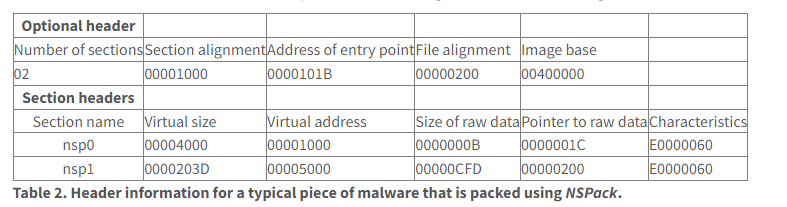 Optional header
Number of sections Section alignment Address of entry point File alignment Image base
02 00001000 0000101B 00000200 00400000
Section headers
Section name Virtual size Virtual address Size of raw data Pointer to raw data Characteristics
nsp0 00004000 00001000 0000000B 0000001C E0000060
nsp1 0000203D 00005000 00000CFD 00000200 E0000060
Table 2. Header information for a typical piece of malware that is packed using NSPack.